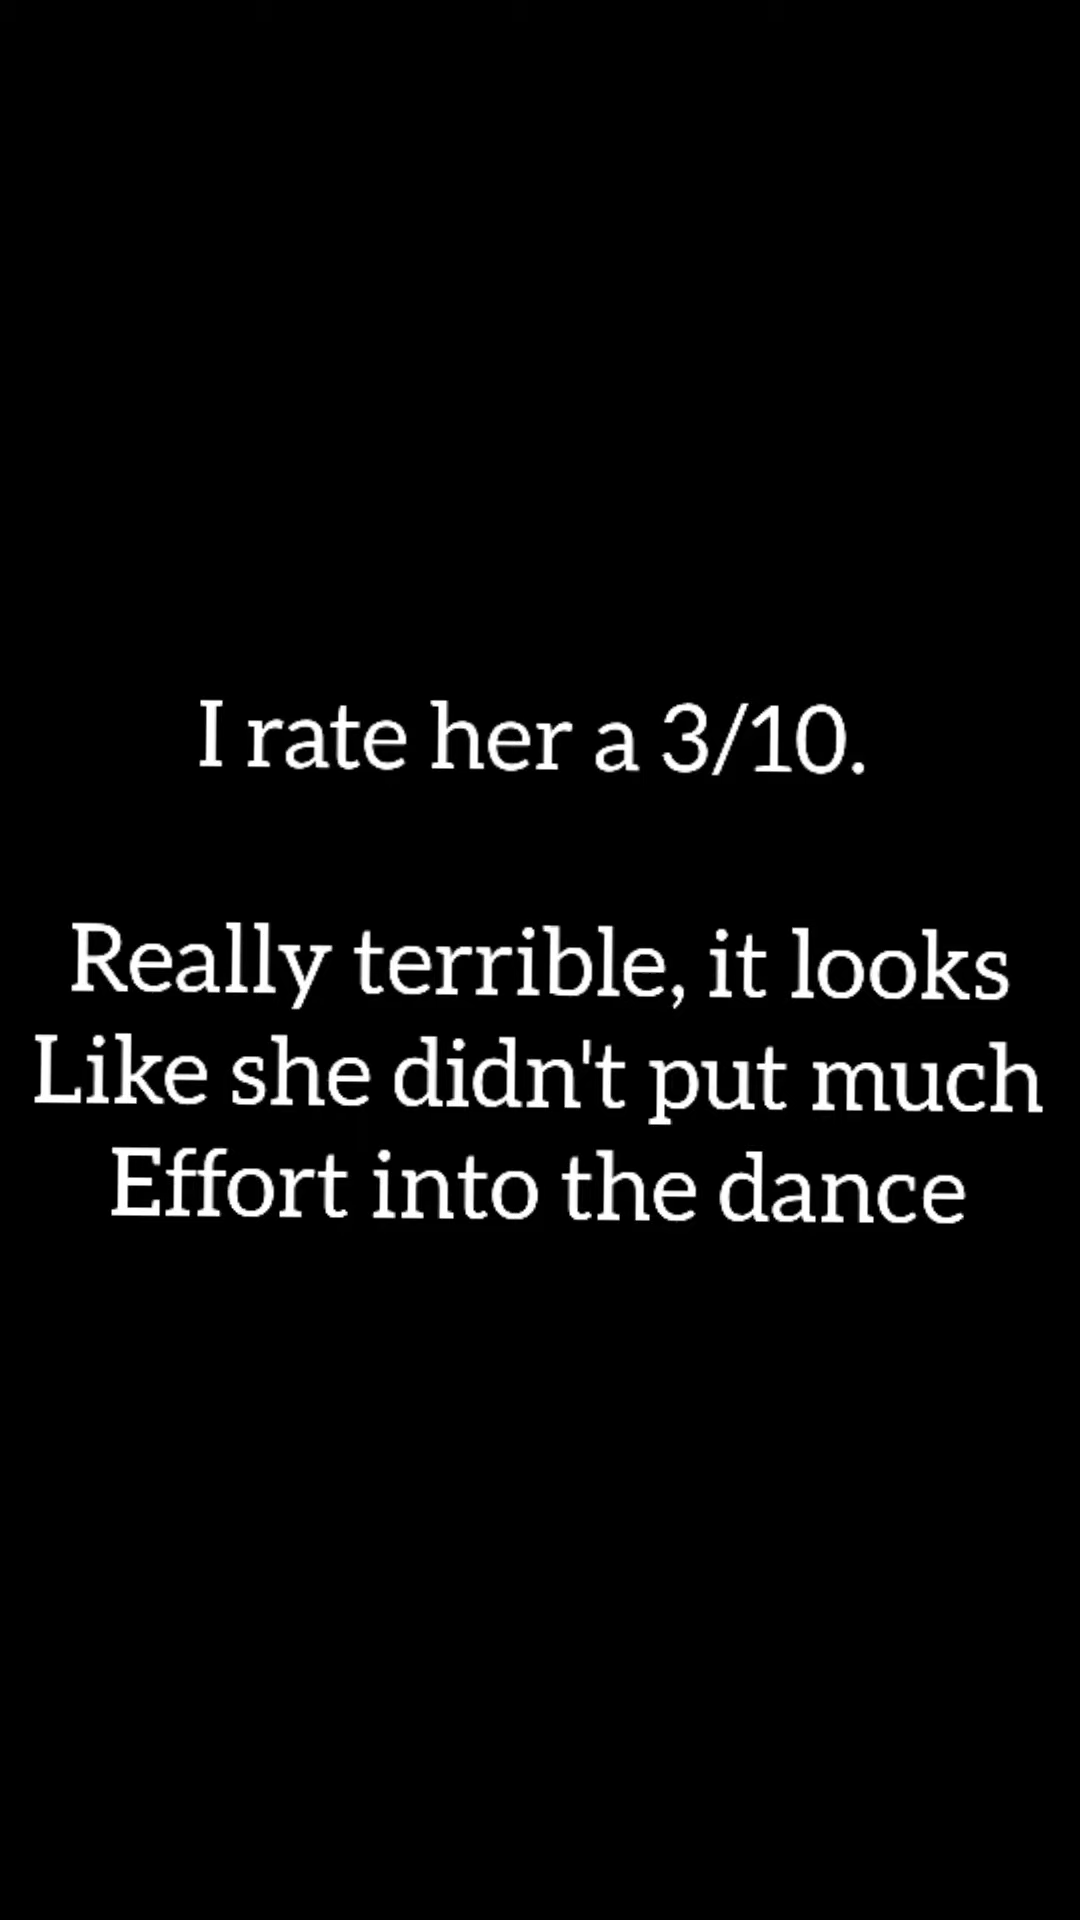 I rate her a 3/10.
Really terrible, it looks
Like she didn't put much
Effort into the dance